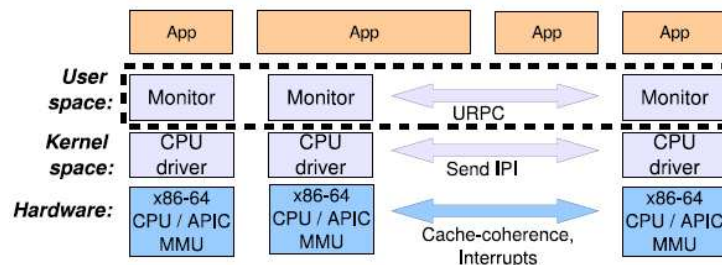 App App App App
User
space:
Monitor Monitor Monitor
URPC
Kernel
space:
CPU
driver
CPU
driver
Send IPI
CPU
driver
Hardware:
x86-64
CPU / APIC
MMU
x86-64
CPU / APIC
MMU
Cache-coherence,
Interrupts
x86-64
CPU / APIC
MMU